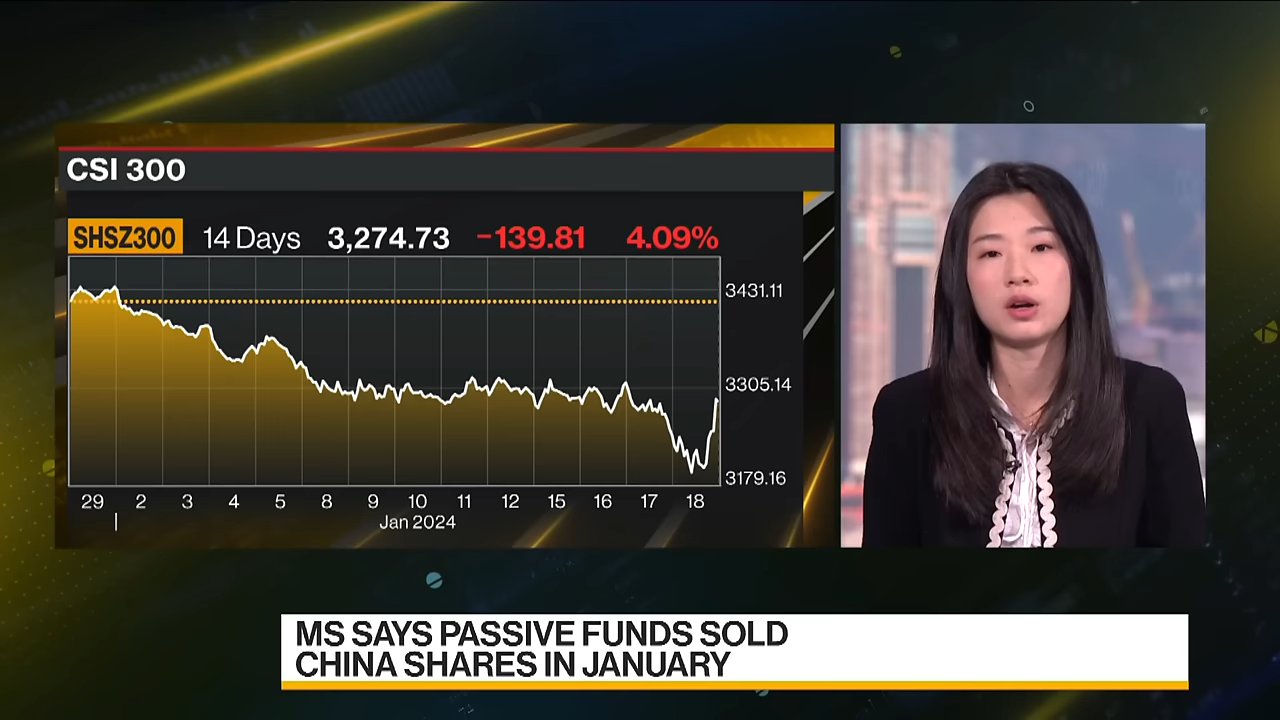 CSI 300
SHSZ300 14 Days 3,274.73 -139.81 4.09%
3431.11
3305.14
3179.16
29 2 3 4 5 8 9 10 11 12 15 16 17 18
Jan 2024
MS SAYS PASSIVE FUNDS SOLD
CHINA SHARES IN JANUARY